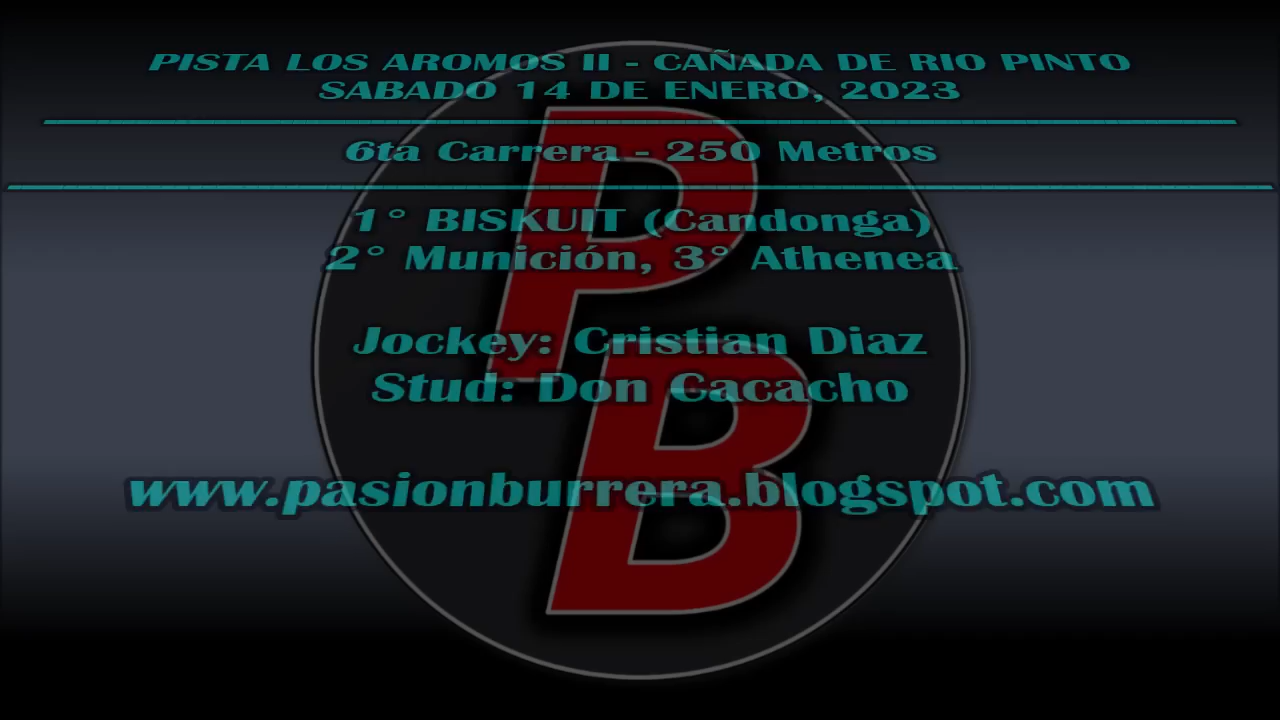 PISTA LOS AROMOS II - CAÑADA DE RIO PINTO
SABADO 14 DE ENERO, 2023
6ta Carrera - 250 Metros
1° BISKUIT (Candonga)
2° Munición, 3° Athenea
Jockey: Cristian Diaz
Stud: Don Cacacho
www.pasionburrera.blogspot.com
PB